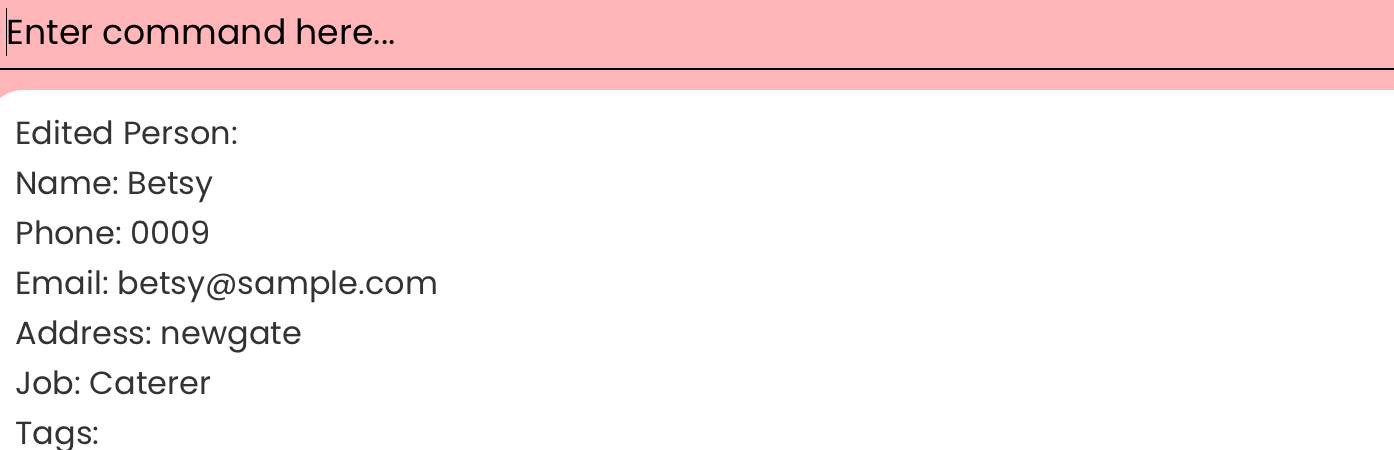 Enter command here...
Edited Person:
Name: Betsy
Phone: 0009
Email: betsy@sample.com
Address: newgate
Job: Caterer
Tags: